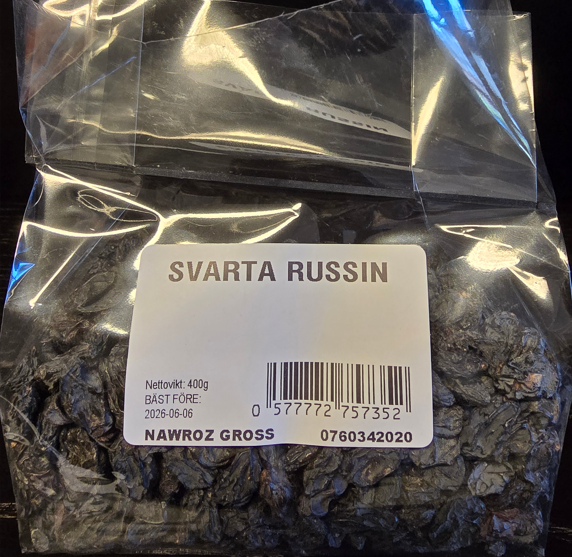 SVARTA RUSSIN
Nettovikt: 400g
BÄST FÖRE:
2026-06-06
0 577772 757352
NAWROZ GROSS 0760342020